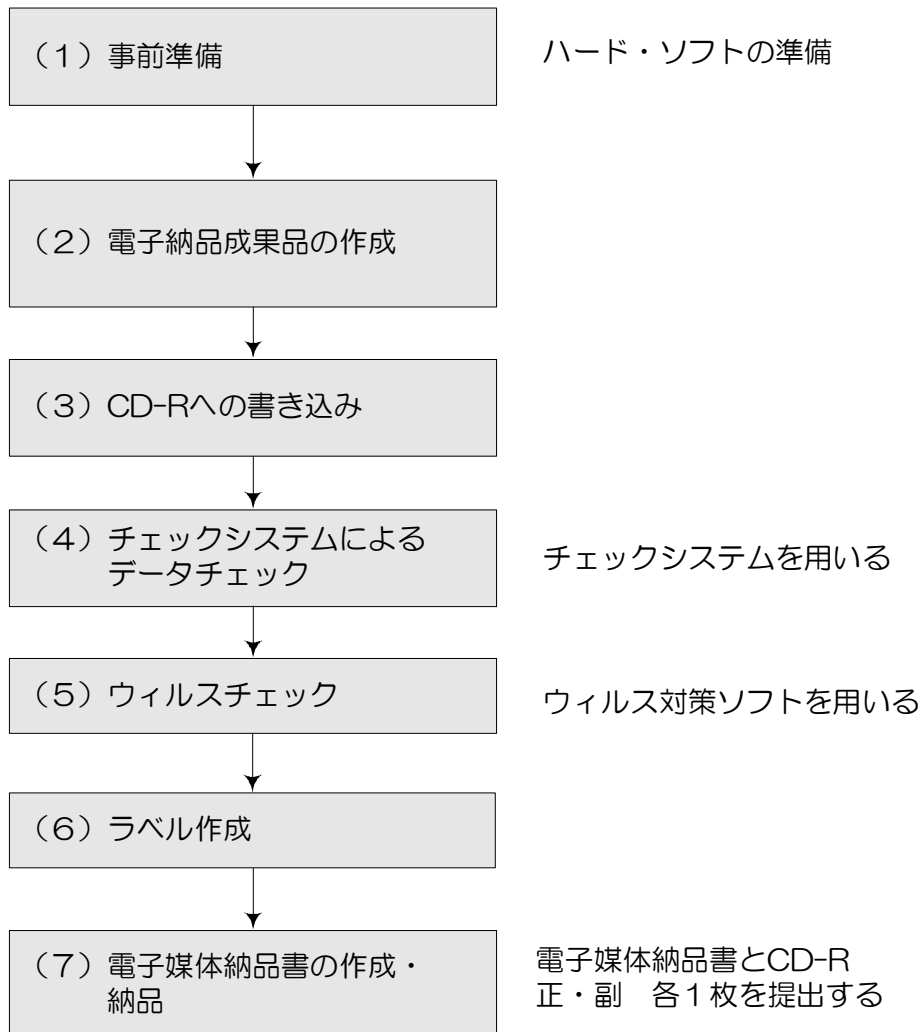 （１）事前準備
ハード・ソフトの準備
（２）電子納品成果品の作成
（３）CD-Rへの書き込み
（４）チェックシステムによる
データチェック
チェックシステムを用いる
（５）ウィルスチェック
ウィルス対策ソフトを用いる
（６）ラベル作成
（７）電子媒体納品書の作成・
納品
電子媒体納品書とCD-R
正・副　各１枚を提出する